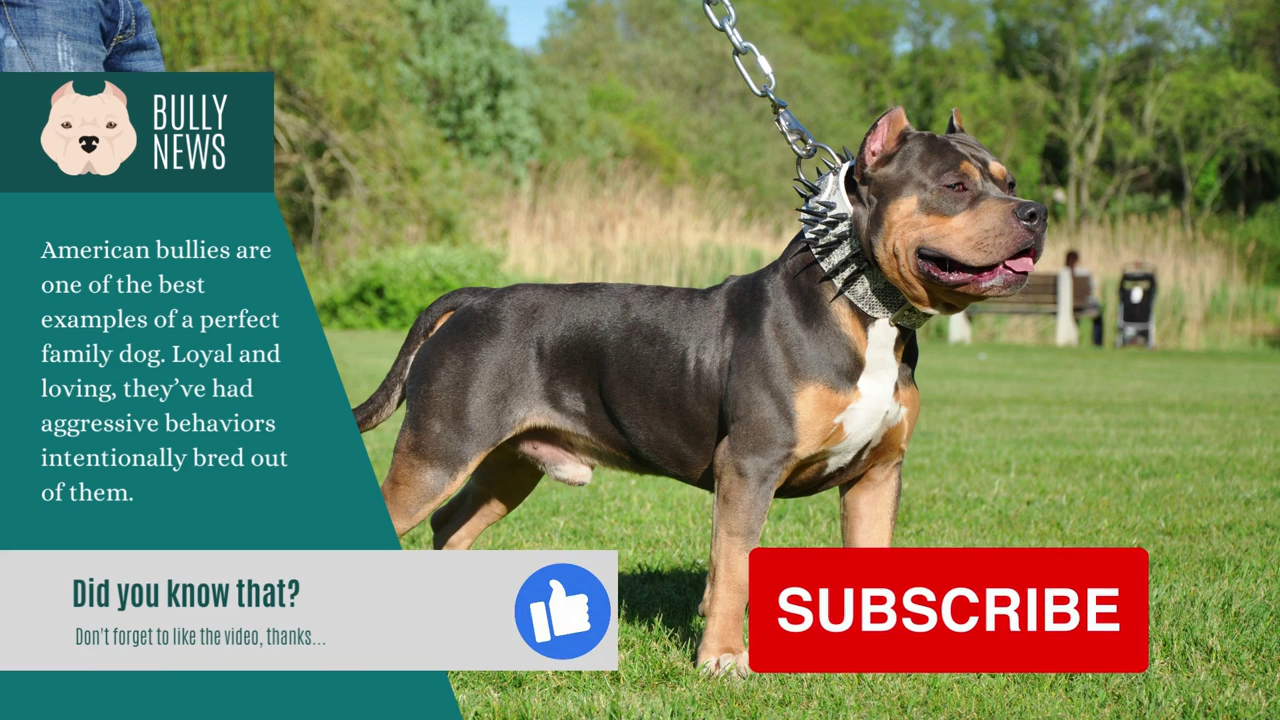 BULLY
NEWS
American bullies are
one of the best
examples of a perfect
family dog. Loyal and
loving, they’ve had
aggressive behaviors
intentionally bred out
of them.
Did you know that?
Don't forget to like the video, thanks...
SUBSCRIBE